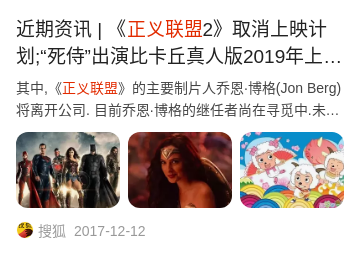 近期资讯 | 《正义联盟2》取消上映计
划;“死侍”出演比卡丘真人版2019年上…
其中,《正义联盟》的主要制片人乔恩·博格(Jon Berg)
将离开公司. 目前乔恩·博格的继任者尚在寻觅中.未…
搜狐 2017-12-12